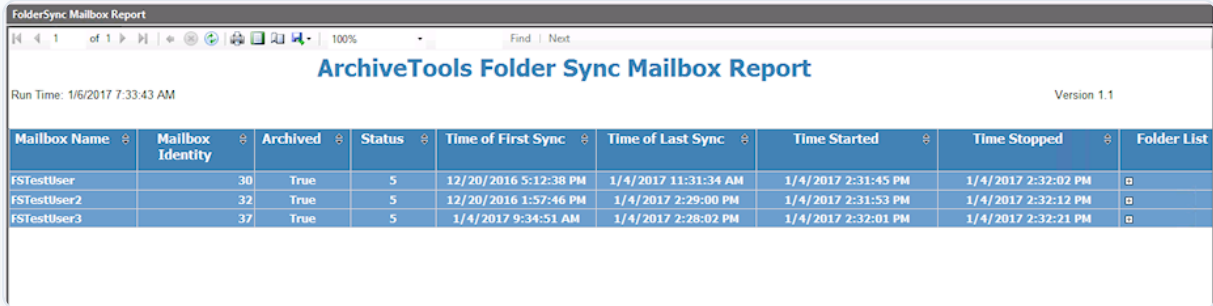 FolderSync Mailbox Report
1 of 1 100% Find | Next
ArchiveTools Folder Sync Mailbox Report
Run Time: 1/6/2017 7:33:43 AM Version 1.1
Mailbox Name Mailbox Identity Archived Status Time of First Sync Time of Last Sync Time Started Time Stopped Folder List
FSTestUser 30 True 5 12/20/2016 5:12:38 PM 1/4/2017 11:31:34 AM 1/4/2017 2:31:45 PM 1/4/2017 2:32:02 PM
FSTestUser2 32 True 5 12/20/2016 1:57:46 PM 1/4/2017 2:29:00 PM 1/4/2017 2:31:53 PM 1/4/2017 2:32:12 PM
FSTestUser3 37 True 5 1/4/2017 9:34:51 AM 1/4/2017 2:28:02 PM 1/4/2017 2:32:01 PM 1/4/2017 2:32:21 PM